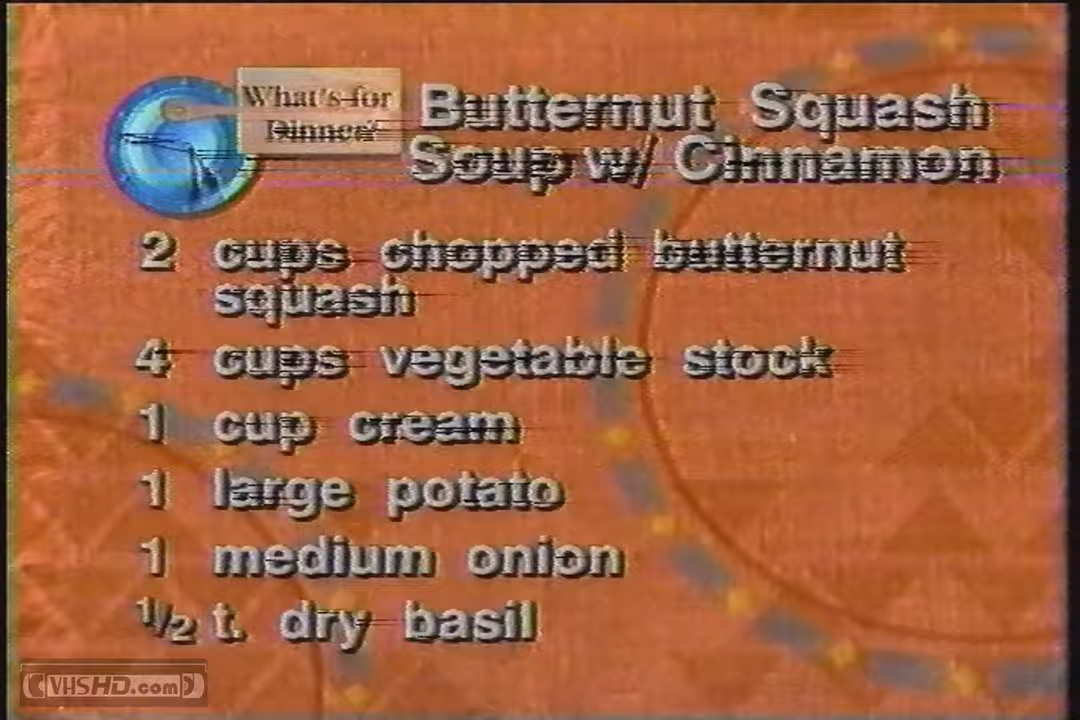 What's for
Dinner?
Butternut Squash
Soup w/ Cinnamon
2 cups chopped butternut
squash
4 cups vegetable stock
1 cup cream
1 large potato
1 medium onion
1/2 t. dry basil
VHSHD.com